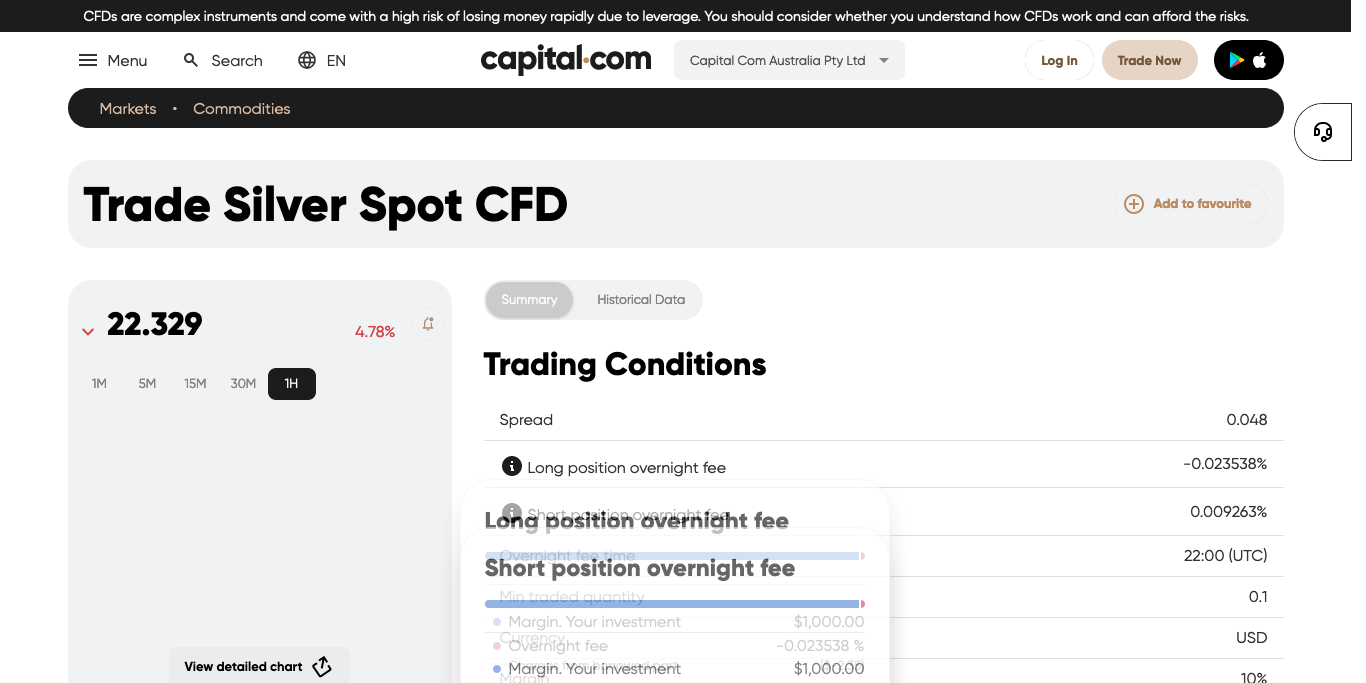 CFDs are complex instruments and come with a high risk of losing money rapidly due to leverage. You should consider whether you understand how CFDs work and can afford the risks.
Menu
Search
EN
capital.com
Capital Com Australia Pty Ltd
Log In
Trade Now
Markets • Commodities
Trade Silver Spot CFD
Add to favourite
22.329
4.78%
1M 5M 15M 30M 1H
View detailed chart
Summary
Historical Data
Trading Conditions
Spread 0.048
Long position overnight fee -0.023538%
Short position overnight fee 0.009263%
Long position overnight fee
Overnight fee time 22:00 (UTC)
Short position overnight fee
Min traded quantity 0.1
Margin. Your investment $1,000.00
Currency USD
Overnight fee -0.023538 %
Margin. Your investment $1,000.00
Margin 10%